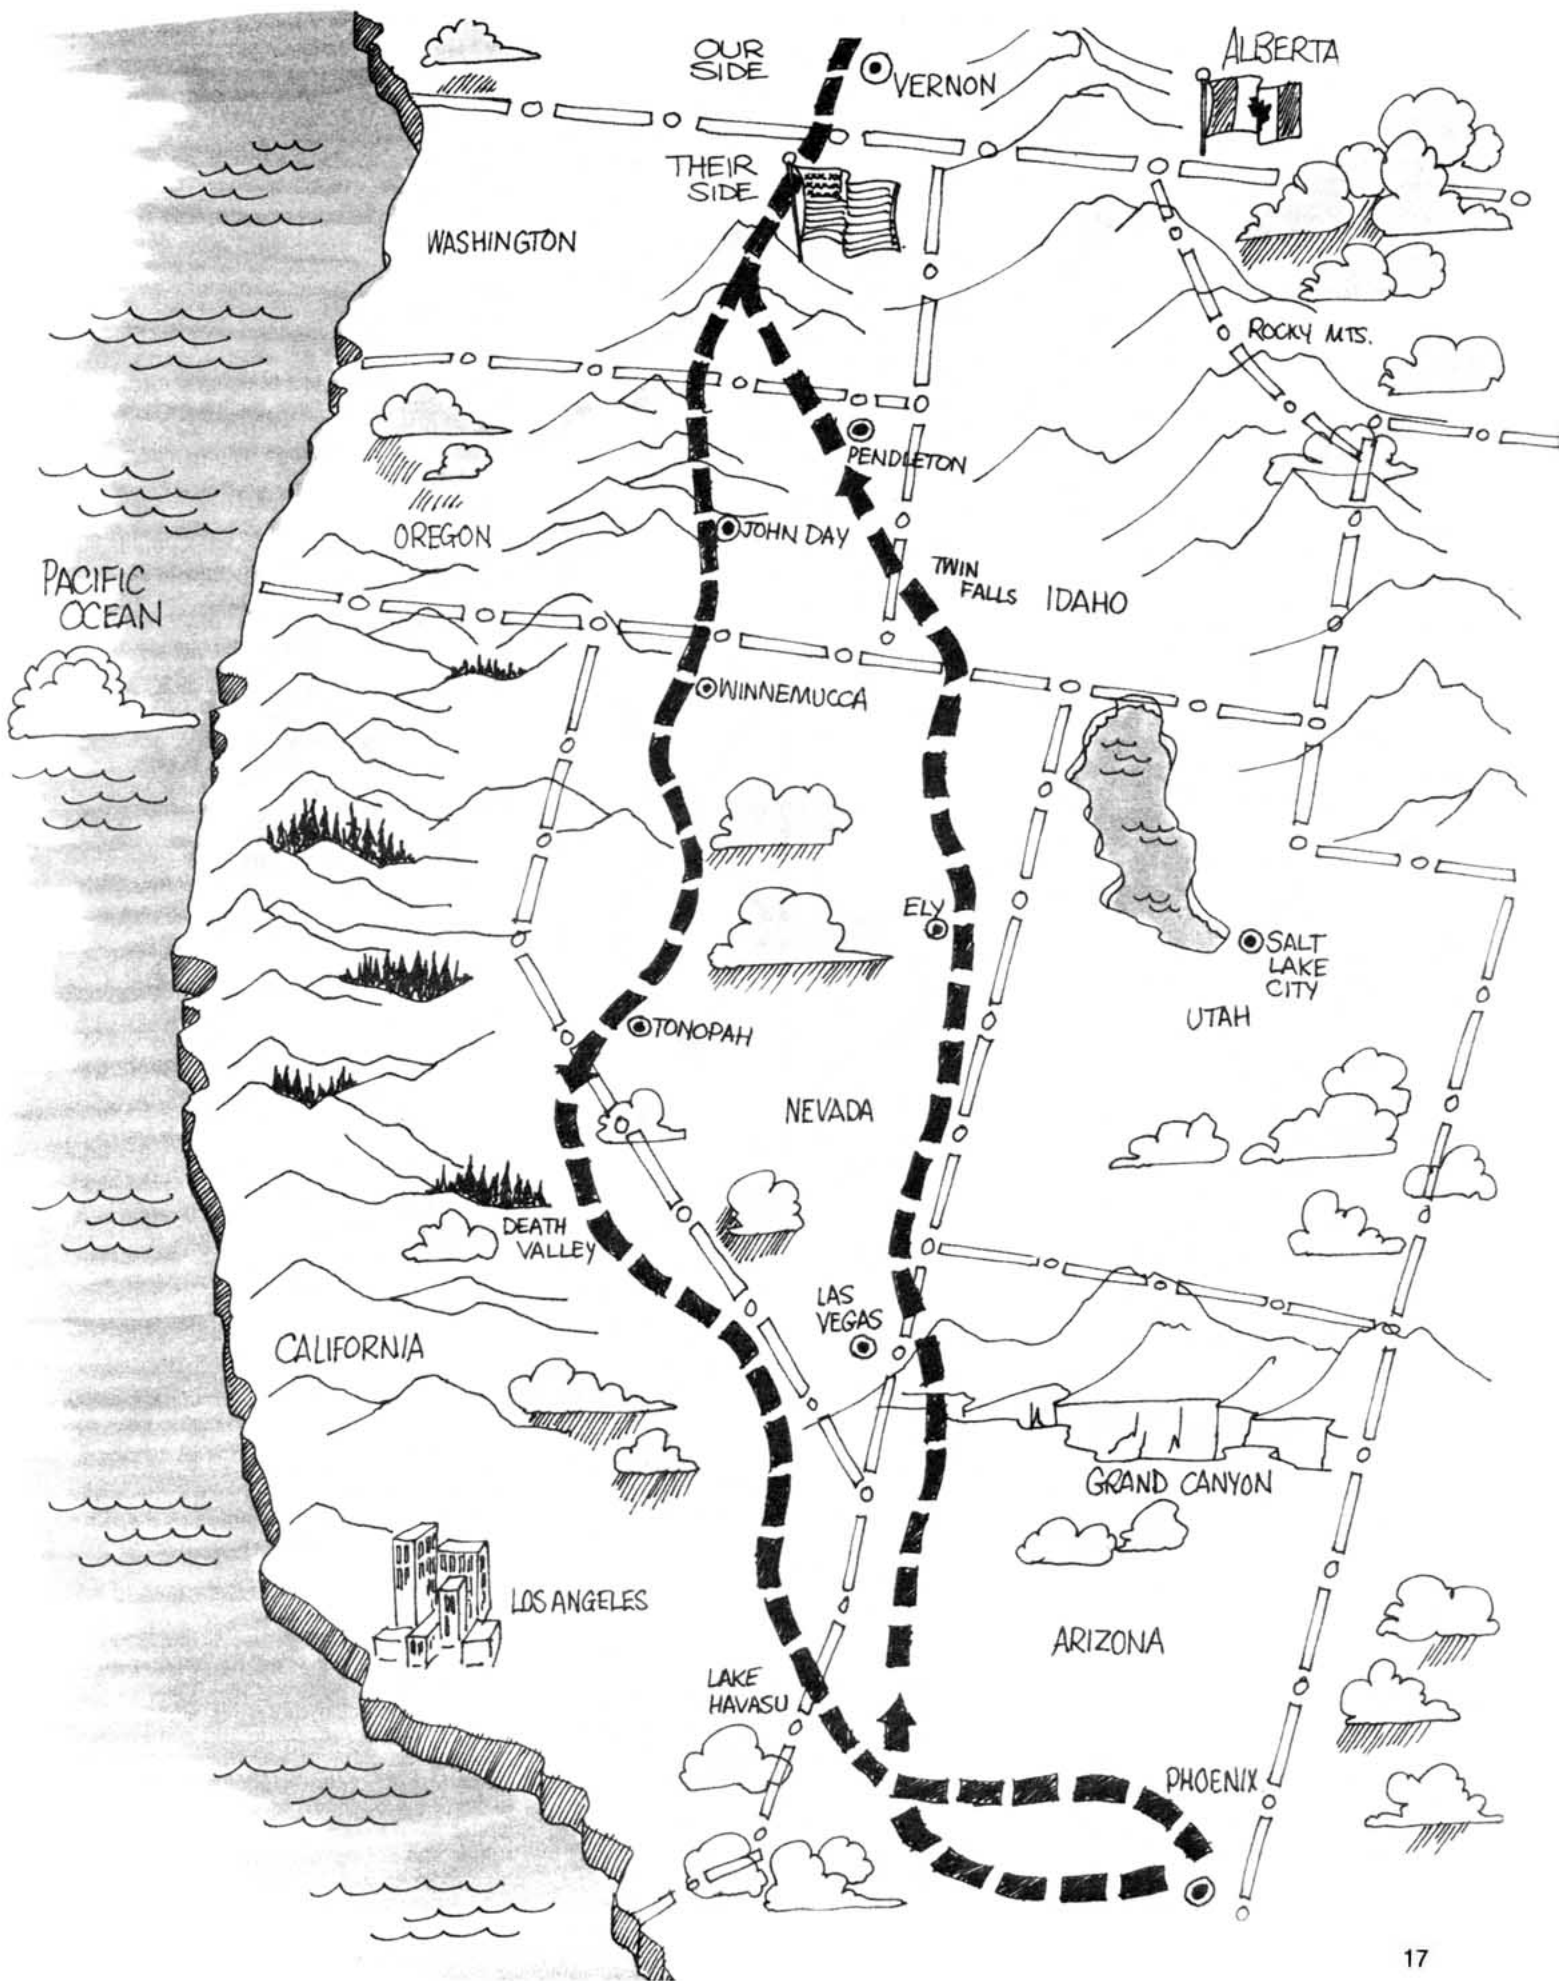 OUR
SIDE
VERNON
ALBERTA
THEIR
SIDE
WASHINGTON
ROCKY MTS.
PENDLETON
OREGON
JOHN DAY
PACIFIC
OCEAN
TWIN
FALLS
IDAHO
WINNEMUCCA
ELY
SALT
LAKE
CITY
UTAH
TONOPAH
NEVADA
DEATH
VALLEY
LAS
VEGAS
CALIFORNIA
GRAND CANYON
LOS ANGELES
ARIZONA
LAKE
HAVASU
PHOENIX
17